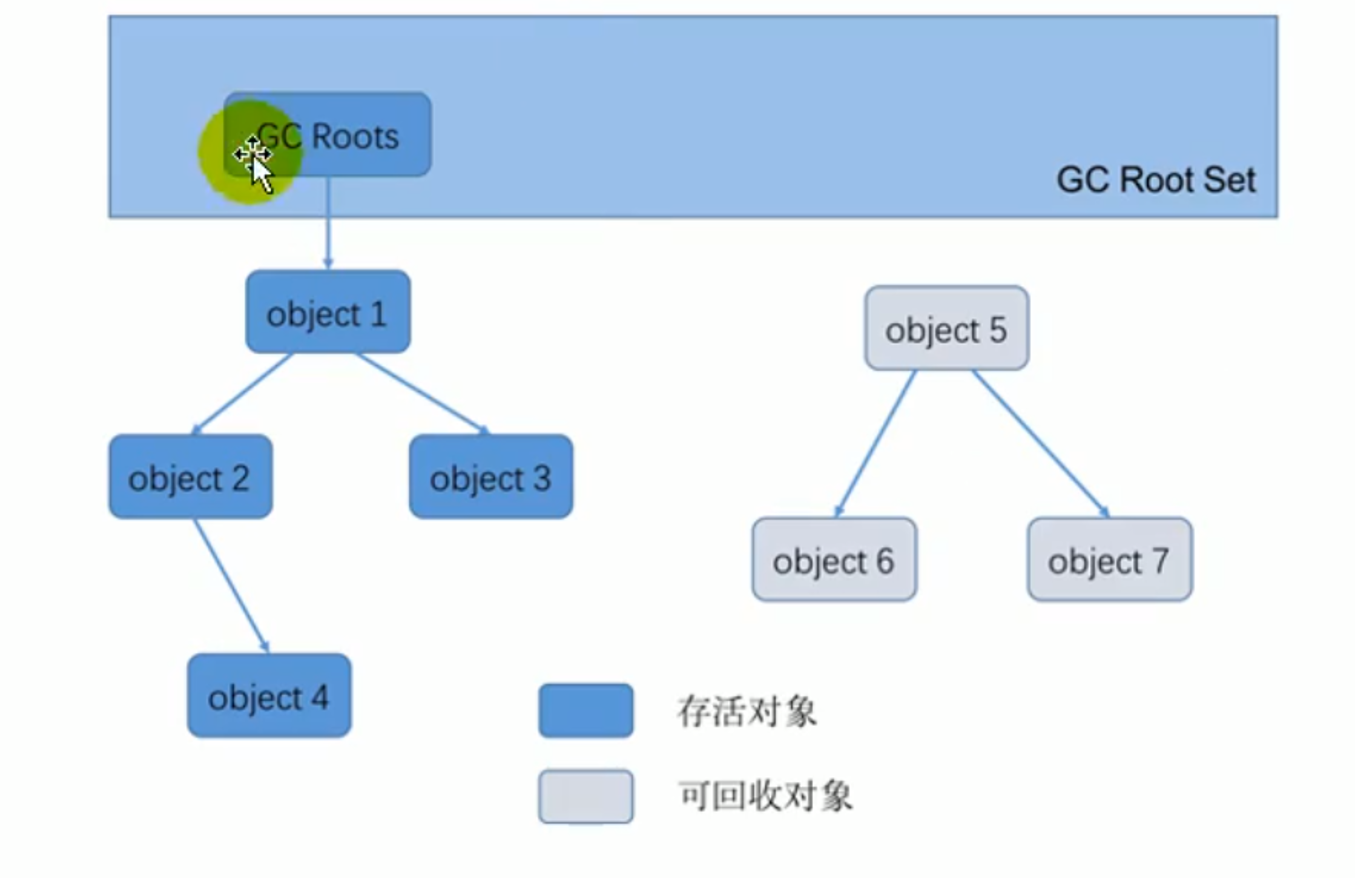 GC Roots
GC Root Set
object 1
object 5
object 2
object 3
object 6
object 7
object 4
存活对象
可回收对象